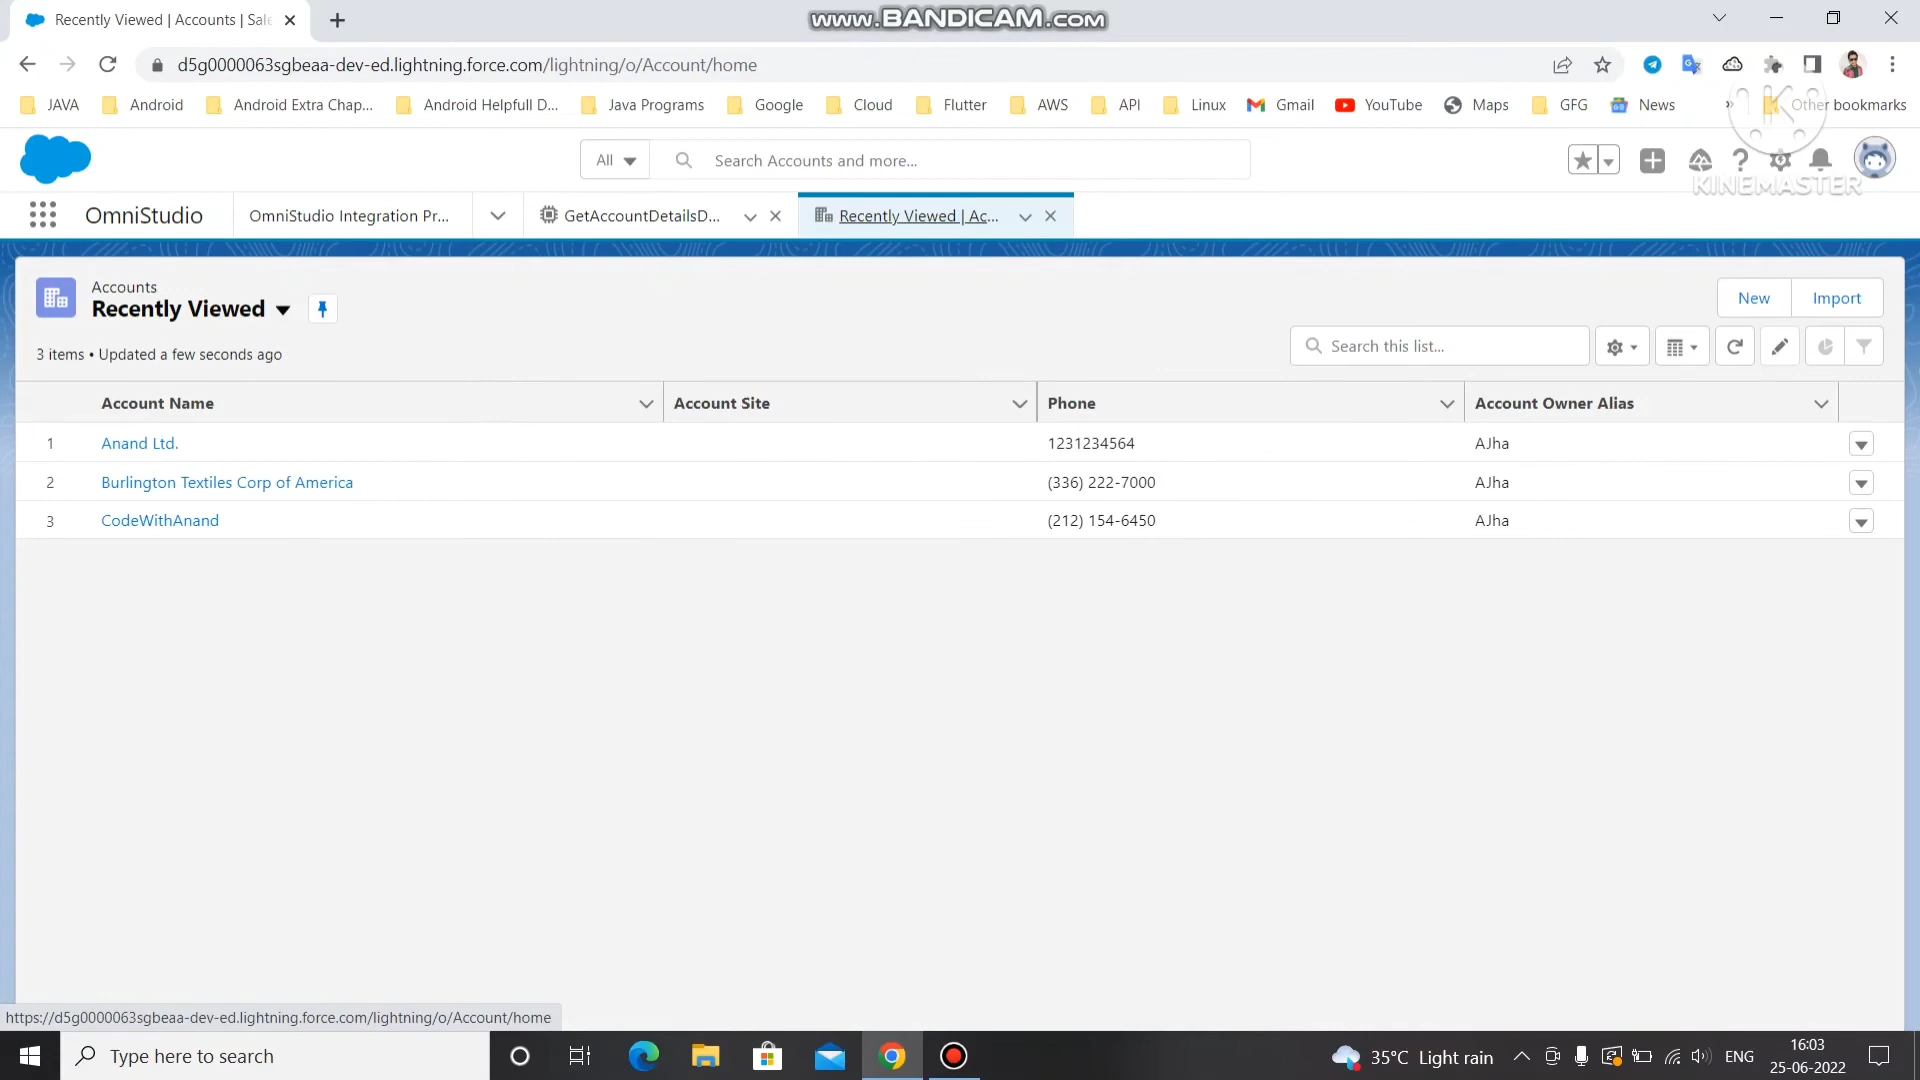 Recently Viewed | Accounts | Sale
www.BANDICAM.com
d5g0000063sgbeaa-dev-ed.lightning.force.com/lightning/o/Account/home
JAVA Android Android Extra Chap... Android Helpfull D... Java Programs Google Cloud Flutter AWS API Linux Gmail YouTube Maps GFG News » Other bookmarks
All Search Accounts and more...
KINEMASTER
OmniStudio OmniStudio Integration Pr... GetAccountDetailsD... Recently Viewed | Ac...
Accounts
Recently Viewed
New Import
3 items • Updated a few seconds ago
Search this list...
Account Name Account Site Phone Account Owner Alias
1 Anand Ltd. 1231234564 AJha
2 Burlington Textiles Corp of America (336) 222-7000 AJha
3 CodeWithAnand (212) 154-6450 AJha
https://d5g0000063sgbeaa-dev-ed.lightning.force.com/lightning/o/Account/home
Type here to search
35°C Light rain ENG
16:03
25-06-2022